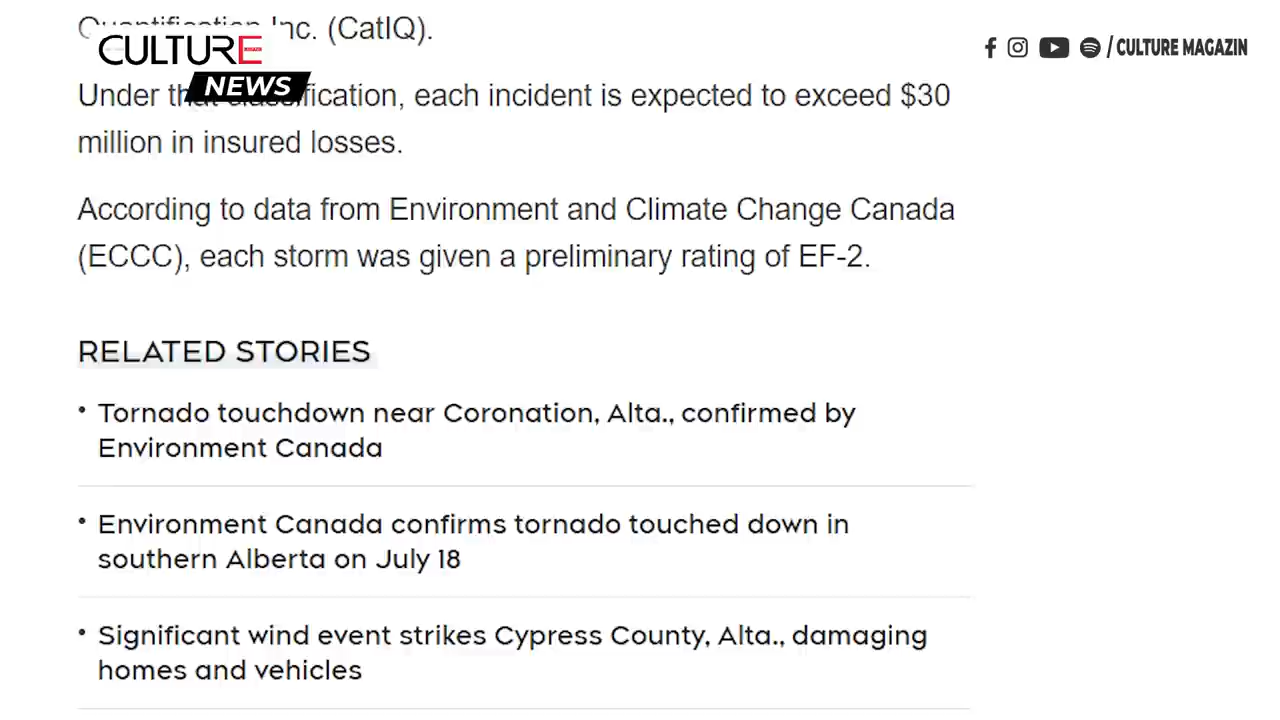 Inc. (CatIQ).
CULTURE
NEWS
/ CULTURE MAGAZIN
Under that classification, each incident is expected to exceed $30
million in insured losses.
According to data from Environment and Climate Change Canada
(ECCC), each storm was given a preliminary rating of EF-2.
RELATED STORIES
• Tornado touchdown near Coronation, Alta., confirmed by
Environment Canada
• Environment Canada confirms tornado touched down in
southern Alberta on July 18
• Significant wind event strikes Cypress County, Alta., damaging
homes and vehicles